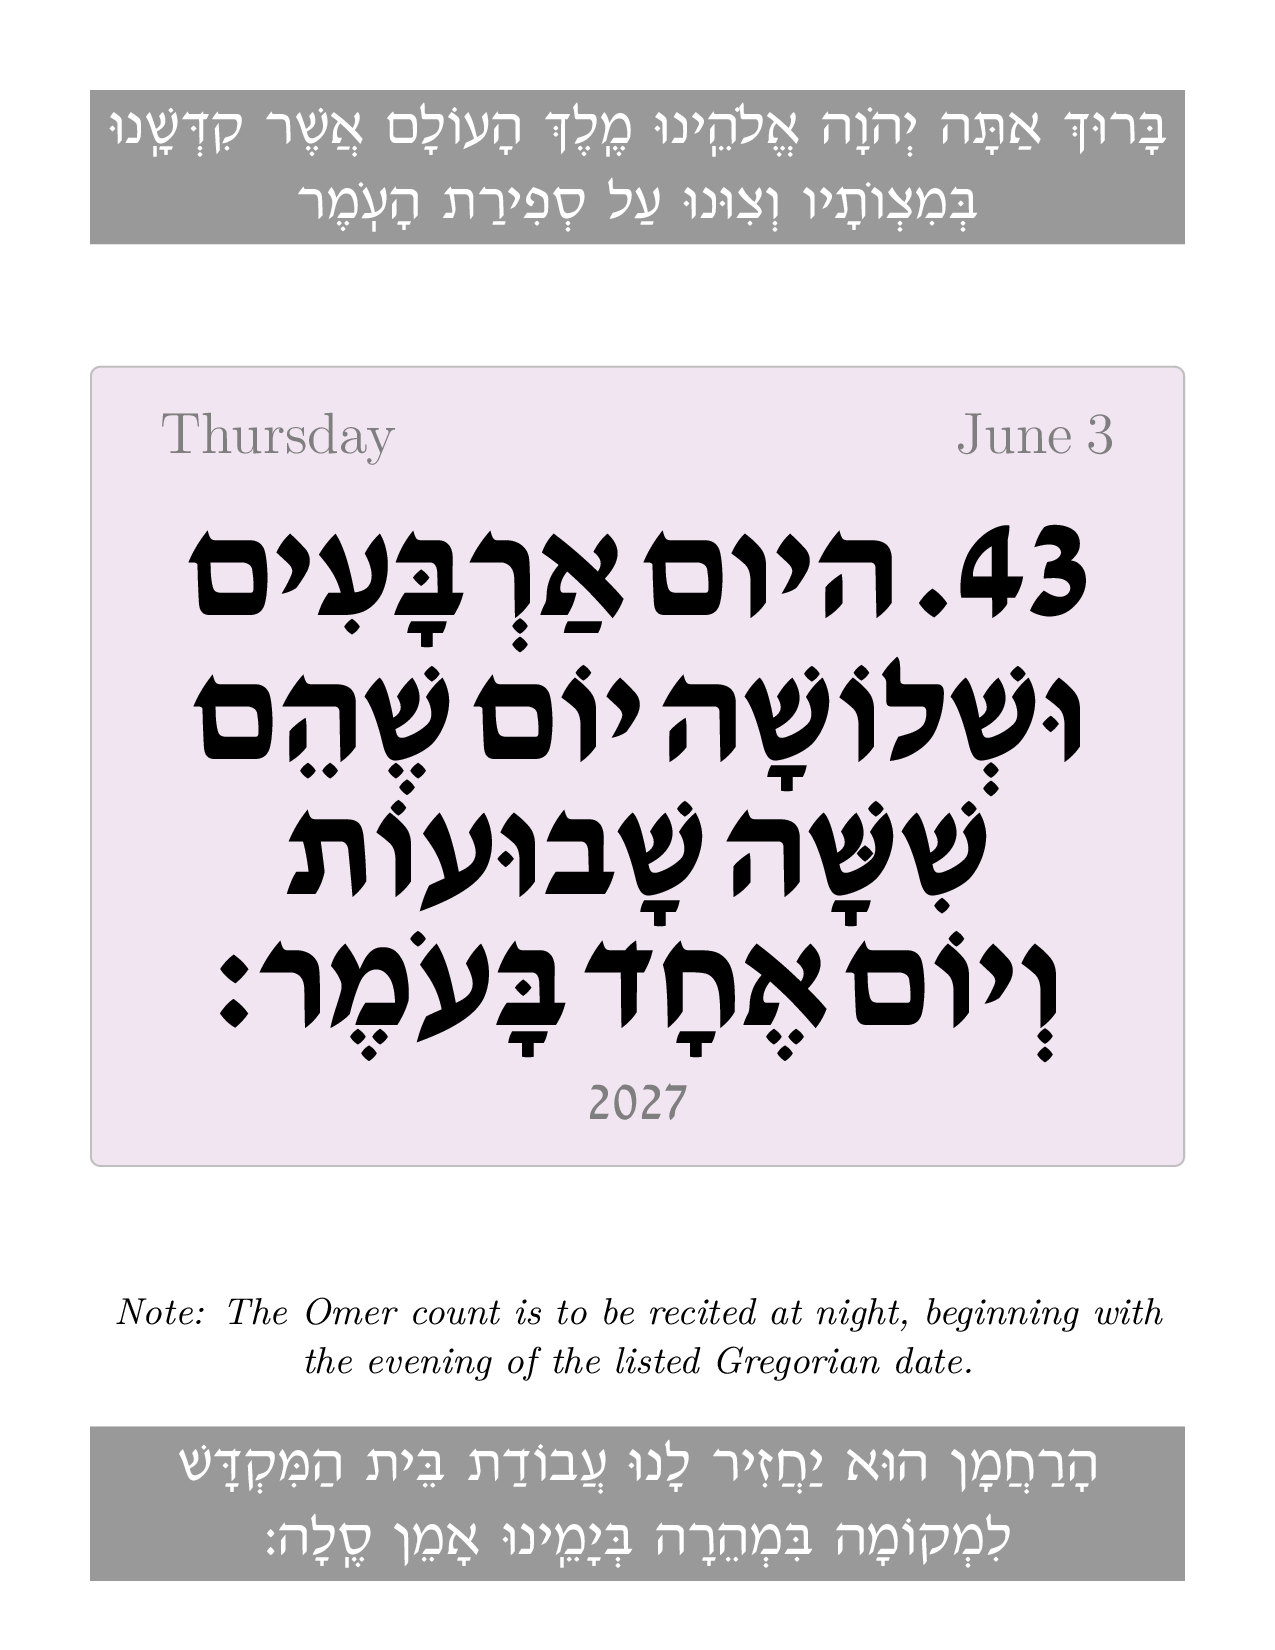 בָּרוּךְ אַתָּה יְהֹוָה אֱלֹהֵֽינוּ מֶֽלֶךְ הָעוֹלָם אֲשֶׁר קִדְּשָֽׁנוּ
בְּמִצְוֹתָיו וְצִוּנוּ עַל סְפִירַת הָעֹֽמֶר
Thursday June 3
43. היום אַרְבָּעִים
וּשְׁלוֹשָׁה יוֹם שֶׁהֵם
שִׁשָּׁה שָׁבוּעוֹת
וְיוֹם אֶחָד בָּעֹמֶר:
2027
Note: The Omer count is to be recited at night, beginning with
the evening of the listed Gregorian date.
הָרַחֲמָן הוּא יַחֲזִיר לָנוּ עֲבוֹדַת בֵּית הַמִּקְדָּשׁ
לִמְקוֹמָה בִּמְהֵרָה בְּיָמֵֽינוּ אָמֵן סֶֽלָה: